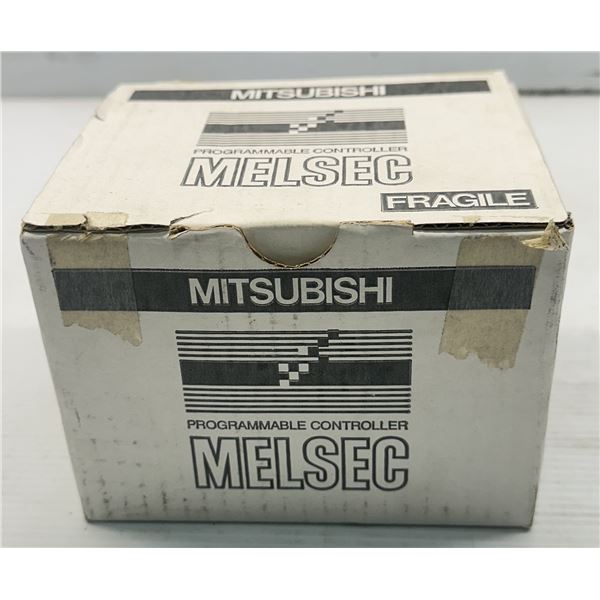 MITSUBISHI
PROGRAMMABLE CONTROLLER
MELSEC
FRAGILE
MITSUBISHI
PROGRAMMABLE CONTROLLER
MELSEC